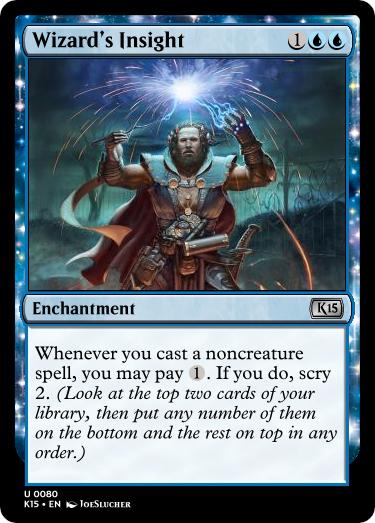 Wizard's Insight 1
Enchantment K15
Whenever you cast a noncreature
spell, you may pay 1. If you do, scry
2. (Look at the top two cards of your
library, then put any number of them
on the bottom and the rest on top in any
order.)
U 0080
K15 • EN JoeSlucher